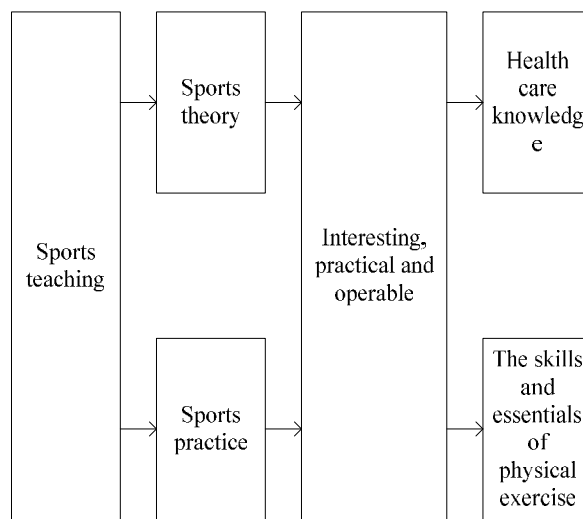 Sports
teaching
Sports
theory
Sports
practice
Interesting,
practical and
operable
Health
care
knowledg
e
The skills
and
essentials
of
physical
exercise